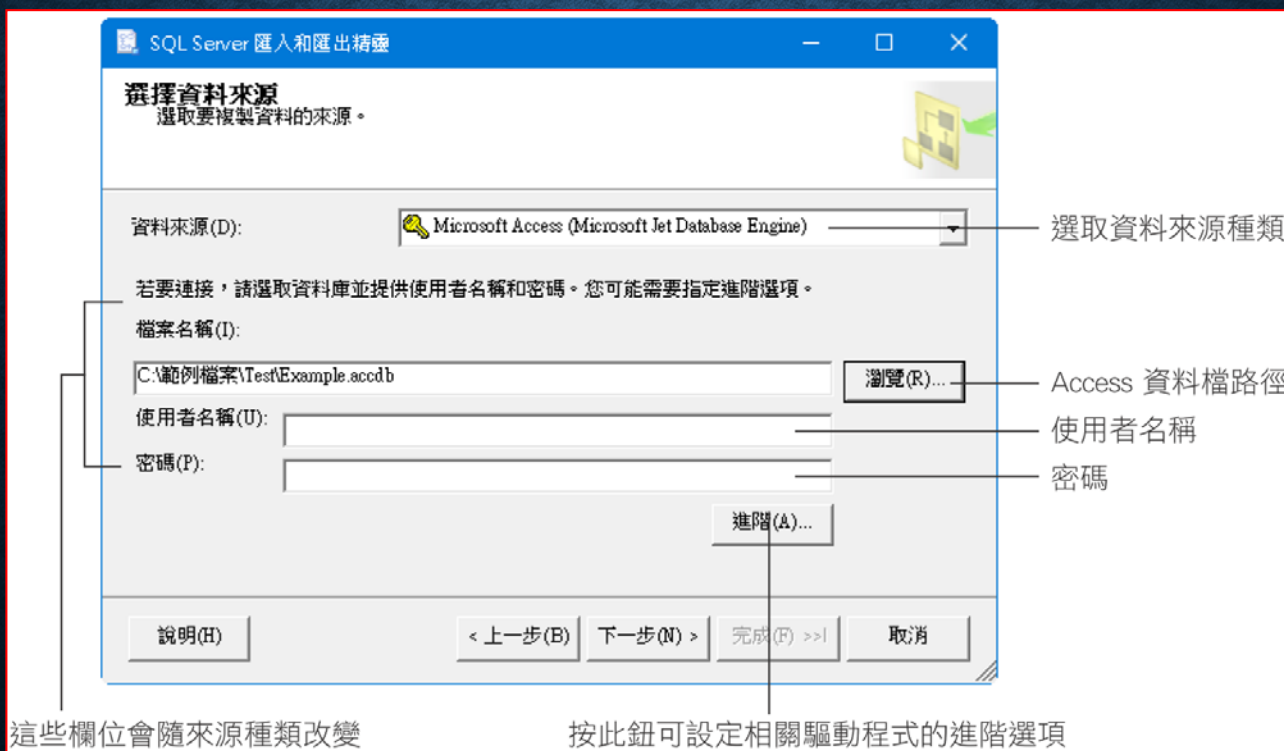 SQL Server 匯入和匯出精靈
選擇資料來源
選取要複製資料的來源。
資料來源(D):
Microsoft Access (Microsoft Jet Database Engine)
選取資料來源種類
若要連接，請選取資料庫並提供使用者名稱和密碼。您可能需要指定進階選項。
檔案名稱(I):
C:\範例檔案\Test\Example.accdb
瀏覽(R)...
Access 資料檔路徑
使用者名稱(U):
使用者名稱
密碼(P):
密碼
進階(A)...
說明(H)
< 上一步(B)
下一步(N) >
完成(F) >>|
取消
這些欄位會隨來源種類改變
按此鈕可設定相關驅動程式的進階選項